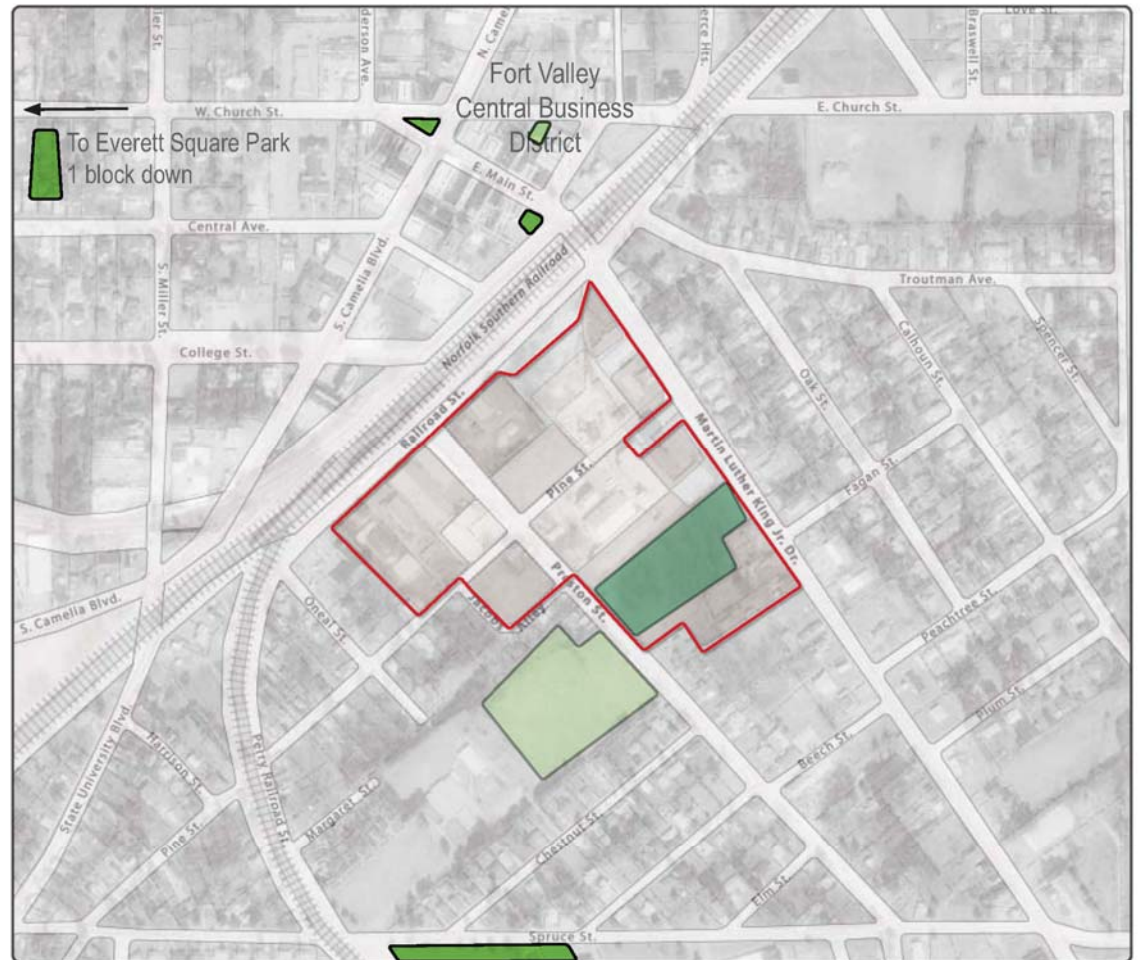 Love St.
N. Came
Braswell St.
W. Church St.
E. Church St.
Fort Valley
Central Business
District
To Everett Square Park
1 block down
E. Main St.
Central Ave.
S. Miller St.
S. Camelia Blvd.
Norfolk Southern Railroad
Troutman Ave.
College St.
Calhoun St.
Spencer St.
Oak St.
Railroad St.
Martin Luther King Jr. Dr.
Pine St.
Fagan St.
Preston St.
Jacoby Alley
S. Camelia Blvd.
Oneal St
Peachtree St.
Plum St.
State University Blvd.
Harrison St.
Perry Railroad St
Beech St.
Margaret St.
Pine St.
Chestnut St.
Elm St.
Spruce St.